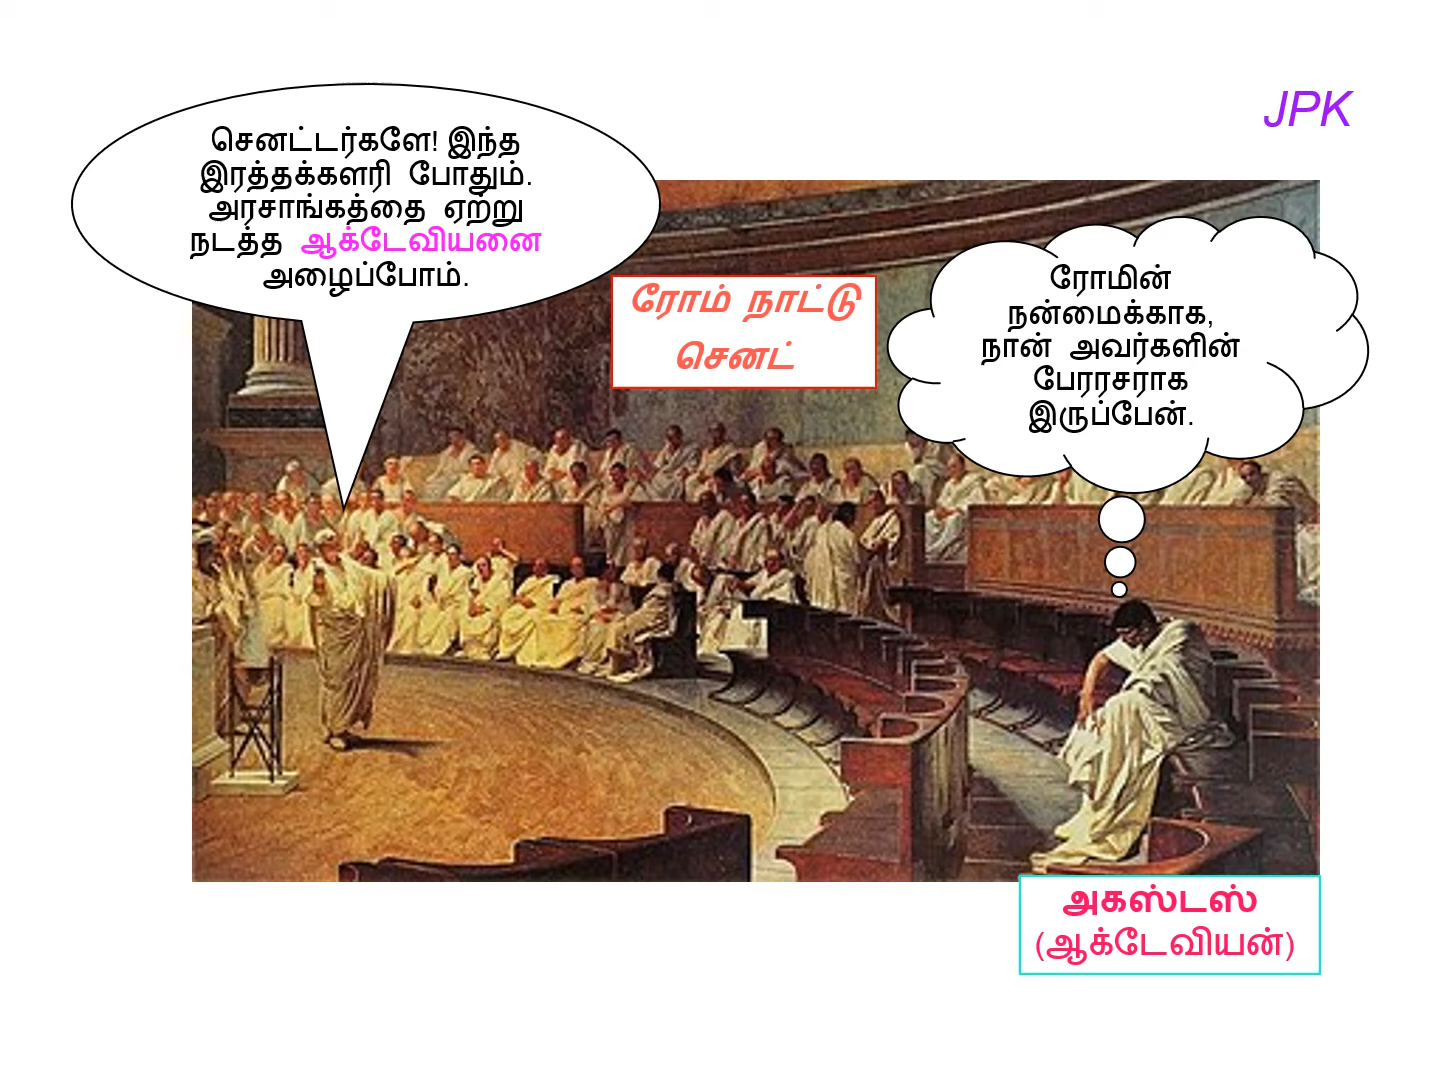 JPK
செனட்டர்களே! இந்த
இரத்தக்களரி போதும்.
அரசாங்கத்தை ஏற்று
நடத்த ஆக்டேவியனை
அழைப்போம்.
ரோம் நாட்டு
செனட்
ரோமின்
நன்மைக்காக,
நான் அவர்களின்
பேரரசராக
இருப்பேன்.
அகஸ்டஸ்
(ஆக்டேவியன்)